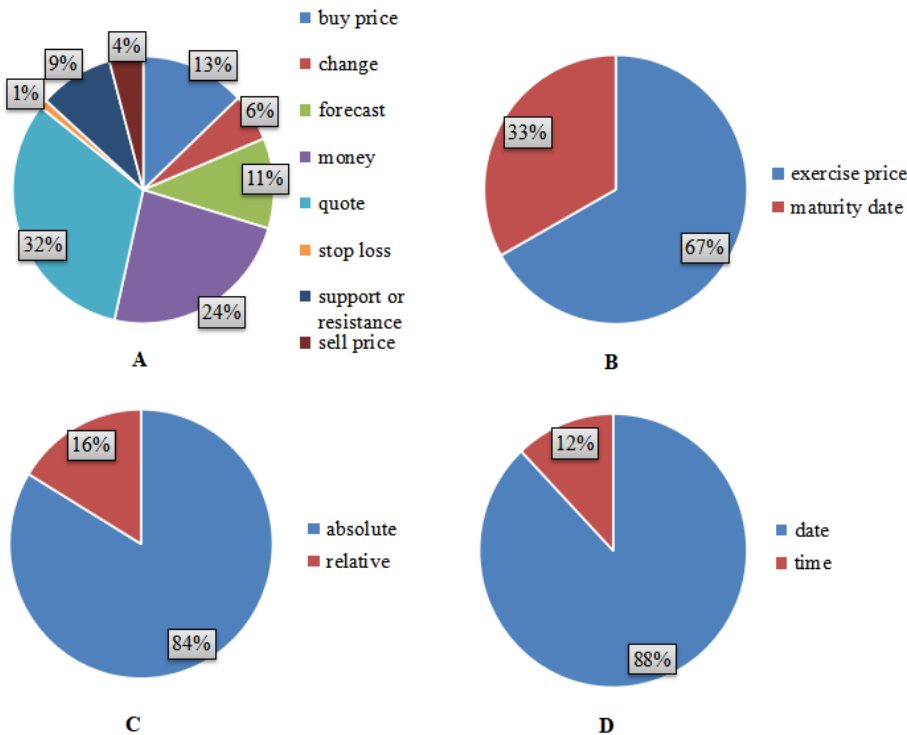 buy price
change
forecast
money
quote
stop loss
support or
resistance
sell price
13%
6%
11%
24%
32%
1%
9%
4%
A
exercise price
maturity date
33%
67%
B
absolute
relative
16%
84%
C
date
time
12%
88%
D